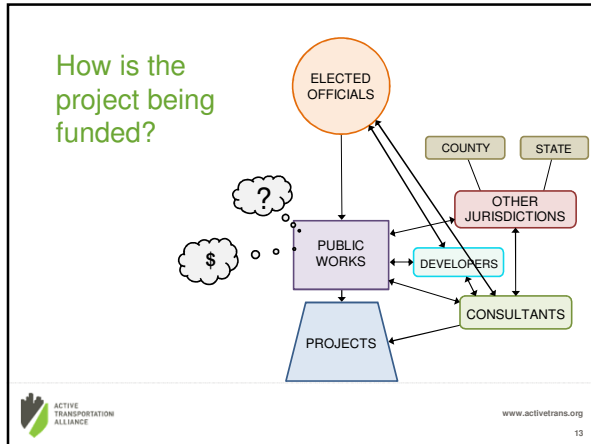 How is the
project being
funded?
ELECTED
OFFICIALS
COUNTY
STATE
OTHER
JURISDICTIONS
?
$
PUBLIC
WORKS
DEVELOPERS
CONSULTANTS
PROJECTS
ACTIVE
TRANSPORTATION
ALLIANCE
www.activetrans.org
13